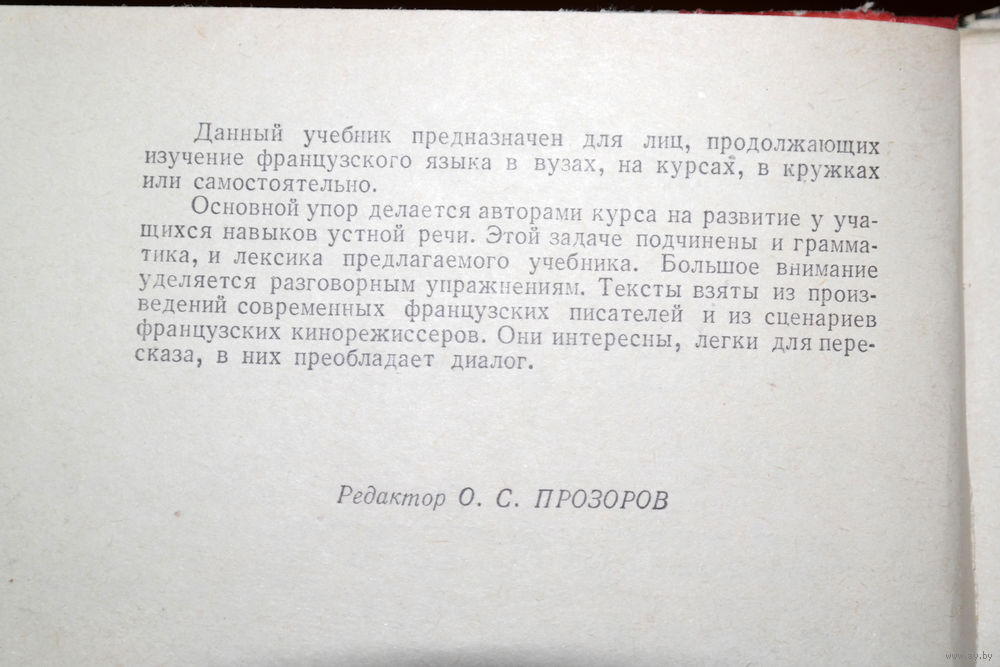 Данный учебник предназначен для лиц, продолжающих
изучение французского языка в вузах, на курсах, в кружках
или самостоятельно.
Основной упор делается авторами курса на развитие у уча-
щихся навыков устной речи. Этой задаче подчинены и грамма-
тика, и лексика предлагаемого учебника. Большое внимание
уделяется разговорным упражнениям. Тексты взяты из произ-
ведений современных французских писателей и из сценариев
французских кинорежиссеров. Они интересны, легки для пере-
сказа, в них преобладает диалог.
Редактор О. С. ПРОЗОРОВ
www.ay.by